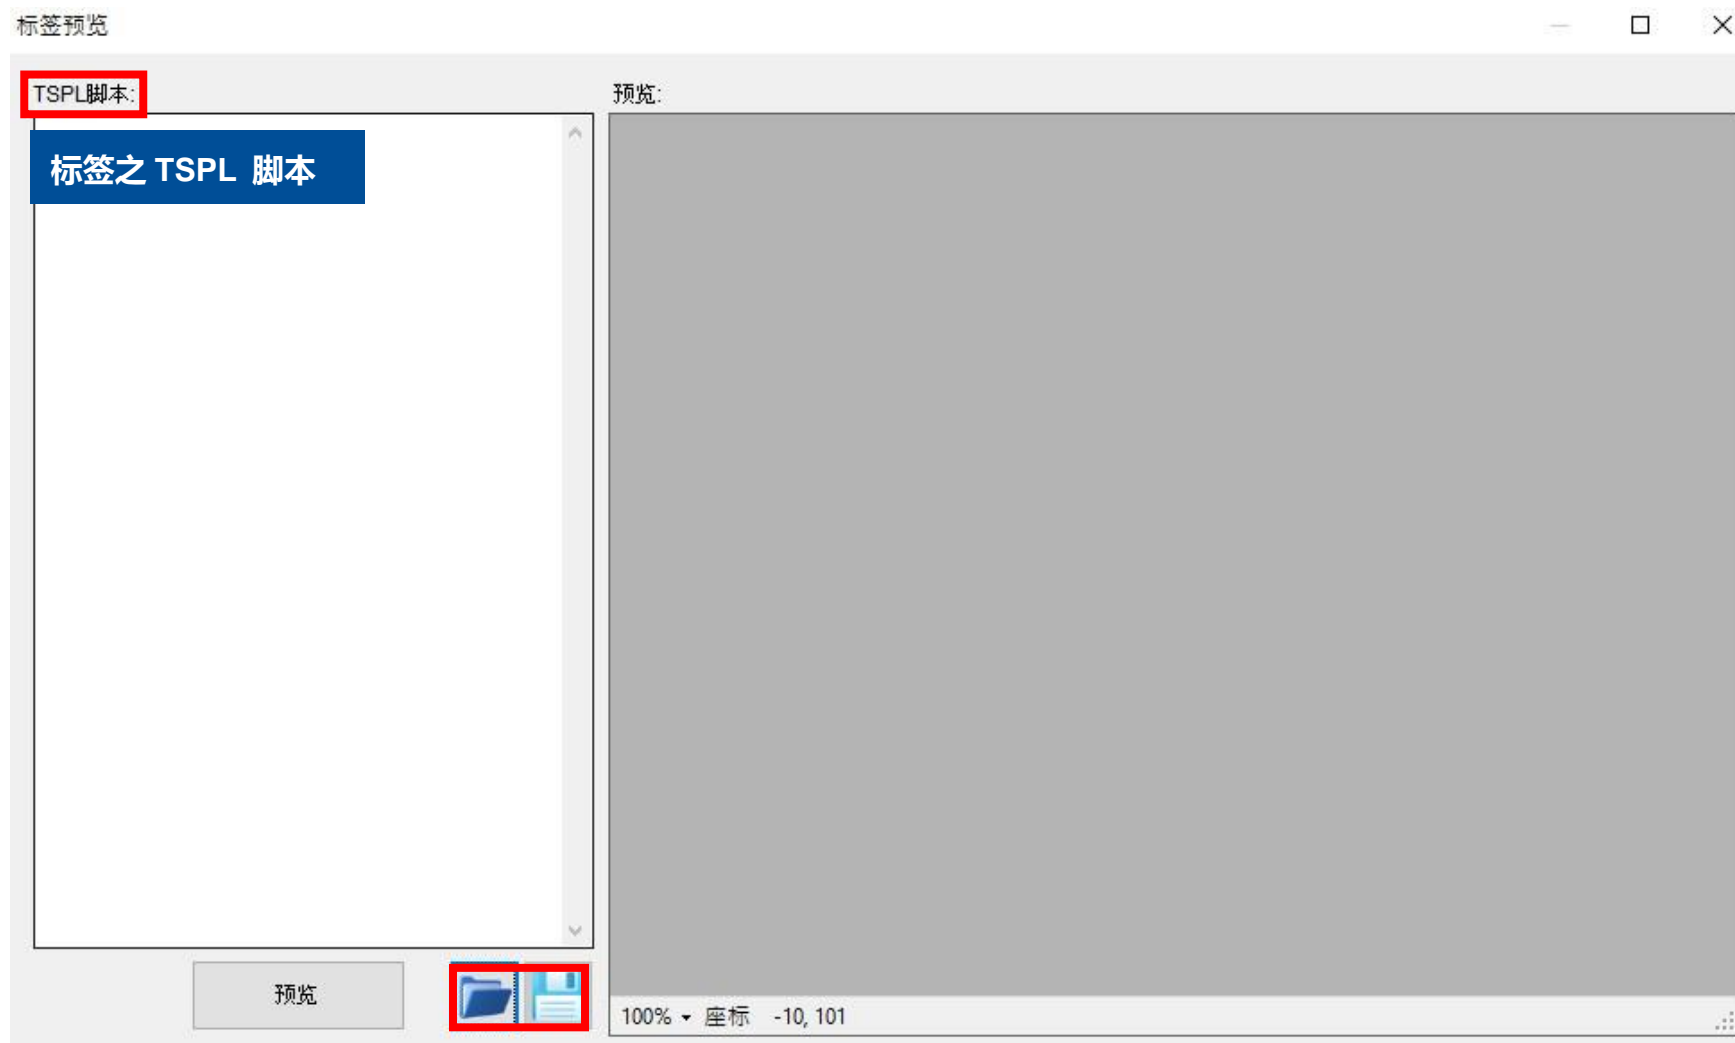 标签预览
TSPL脚本:
预览:
标签之 TSPL 脚本
预览
100% 座标 -10, 101